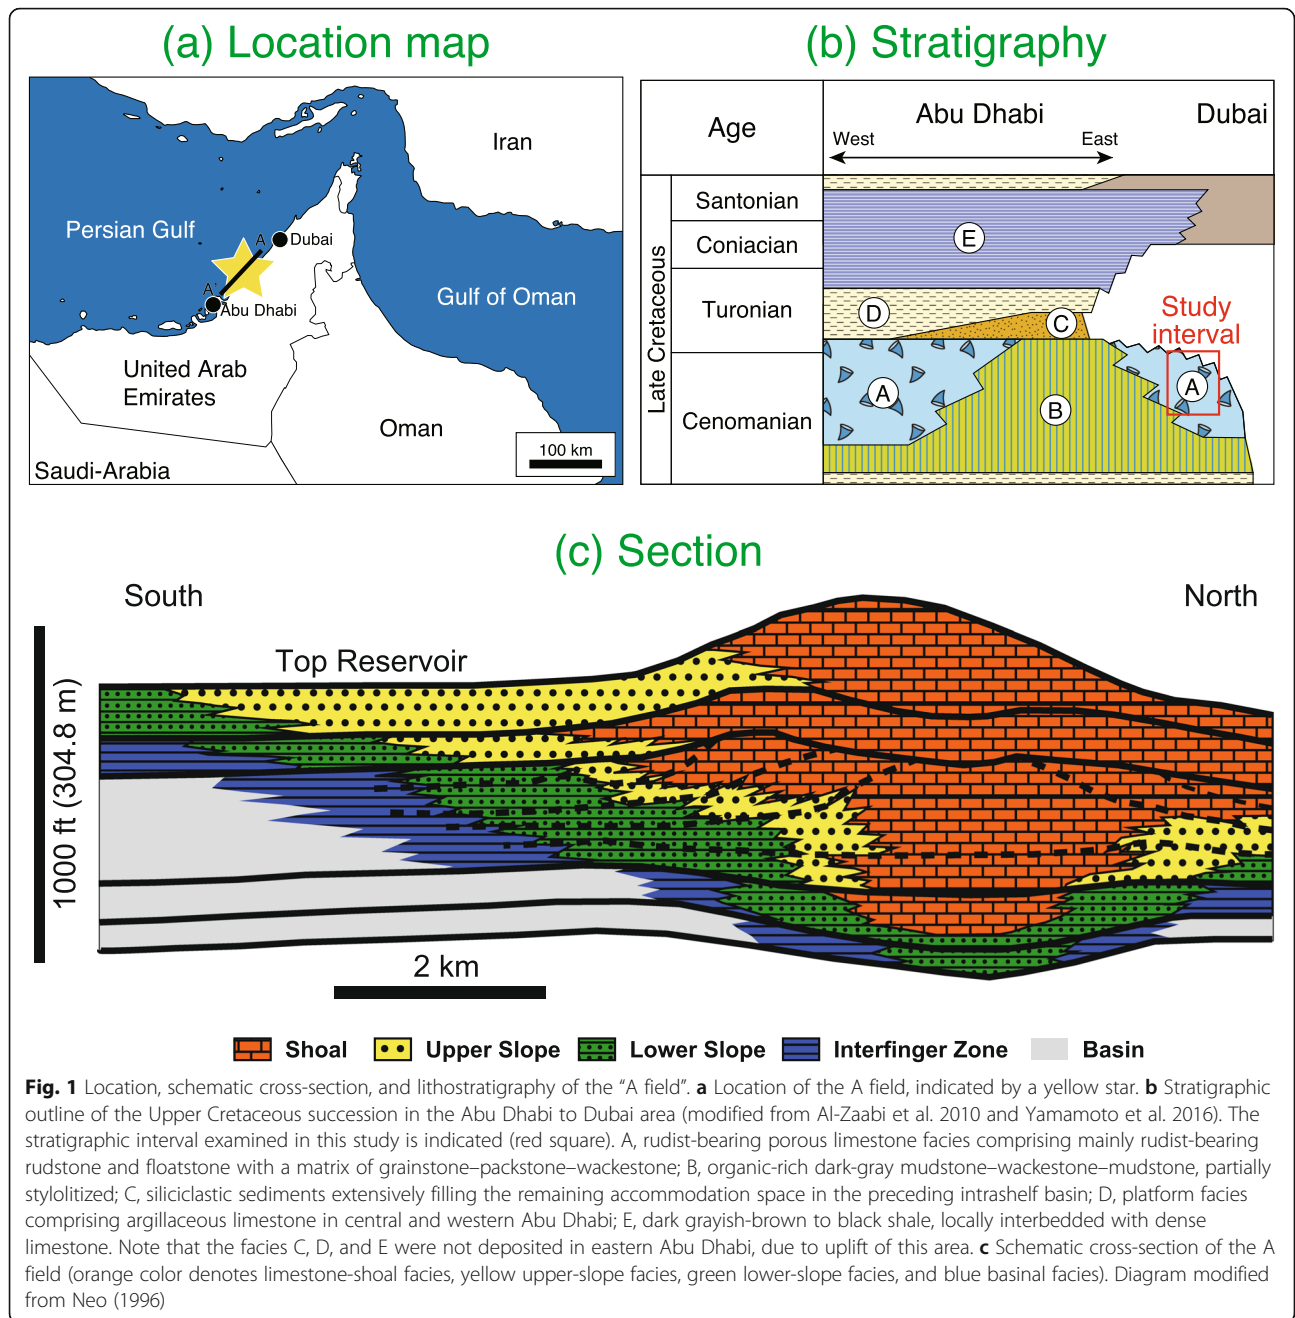 (a) Location map
Iran
Persian Gulf
A
Dubai
A'
Abu Dhabi
Gulf of Oman
United Arab
Emirates
Oman
Saudi-Arabia
100 km
(b) Stratigraphy
Age
Abu Dhabi
Dubai
West
East
Late Cretaceous
Santonian
Coniacian
Turonian
Cenomanian
E
D
C
Study
interval
A
B
A
(c) Section
South
North
Top Reservoir
1000 ft (304.8 m)
2 km
Shoal
Upper Slope
Lower Slope
Interfinger Zone
Basin
Fig. 1 Location, schematic cross-section, and lithostratigraphy of the “A field”. a Location of the A field, indicated by a yellow star. b Stratigraphic
outline of the Upper Cretaceous succession in the Abu Dhabi to Dubai area (modified from Al-Zaabi et al. 2010 and Yamamoto et al. 2016). The
stratigraphic interval examined in this study is indicated (red square). A, rudist-bearing porous limestone facies comprising mainly rudist-bearing
rudstone and floatstone with a matrix of grainstone–packstone–wackestone; B, organic-rich dark-gray mudstone–wackestone–mudstone, partially
stylolitized; C, siliciclastic sediments extensively filling the remaining accommodation space in the preceding intrashelf basin; D, platform facies
comprising argillaceous limestone in central and western Abu Dhabi; E, dark grayish-brown to black shale, locally interbedded with dense
limestone. Note that the facies C, D, and E were not deposited in eastern Abu Dhabi, due to uplift of this area. c Schematic cross-section of the A
field (orange color denotes limestone-shoal facies, yellow upper-slope facies, green lower-slope facies, and blue basinal facies). Diagram modified
from Neo (1996)